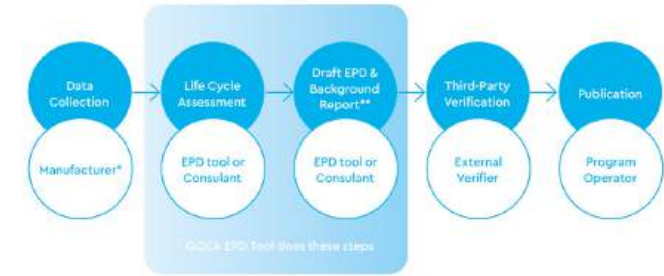 Data
Collection
Life Cycle
Assessment
Draft EPD &
Background
Report**
Third-Party
Verification
Publication
Manufacturer*
EPD tool or
Consulant
EPD tool or
Consulant
External
Verifier
Program
Operator
GCCA EPD Tool does these steps